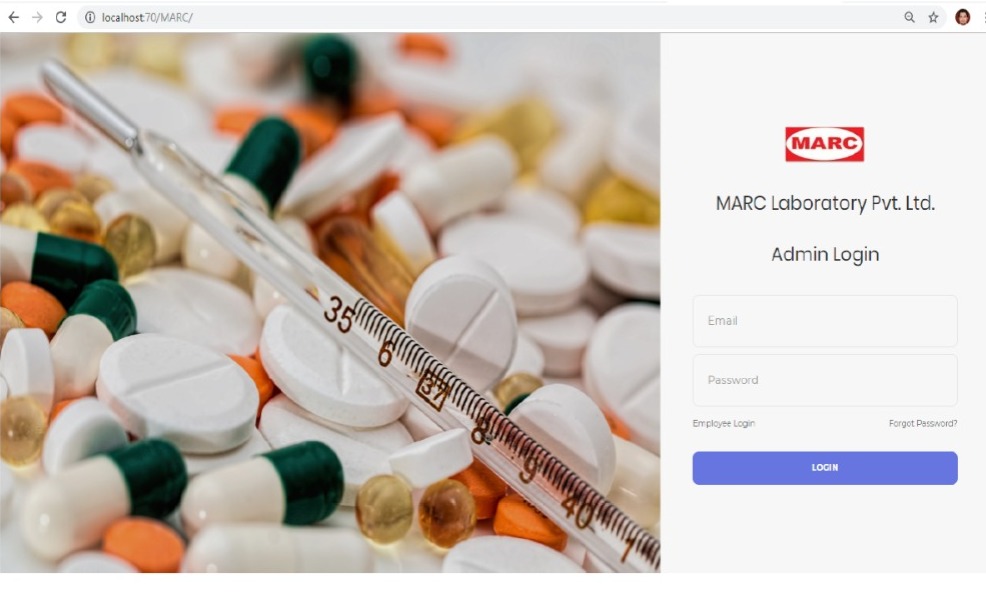 localhost:70/MARC/
MARC
MARC Laboratory Pvt. Ltd.
Admin Login
Email
Password
Employee Login
Forgot Password?
LOGIN
35
6
37
8
9
40
1